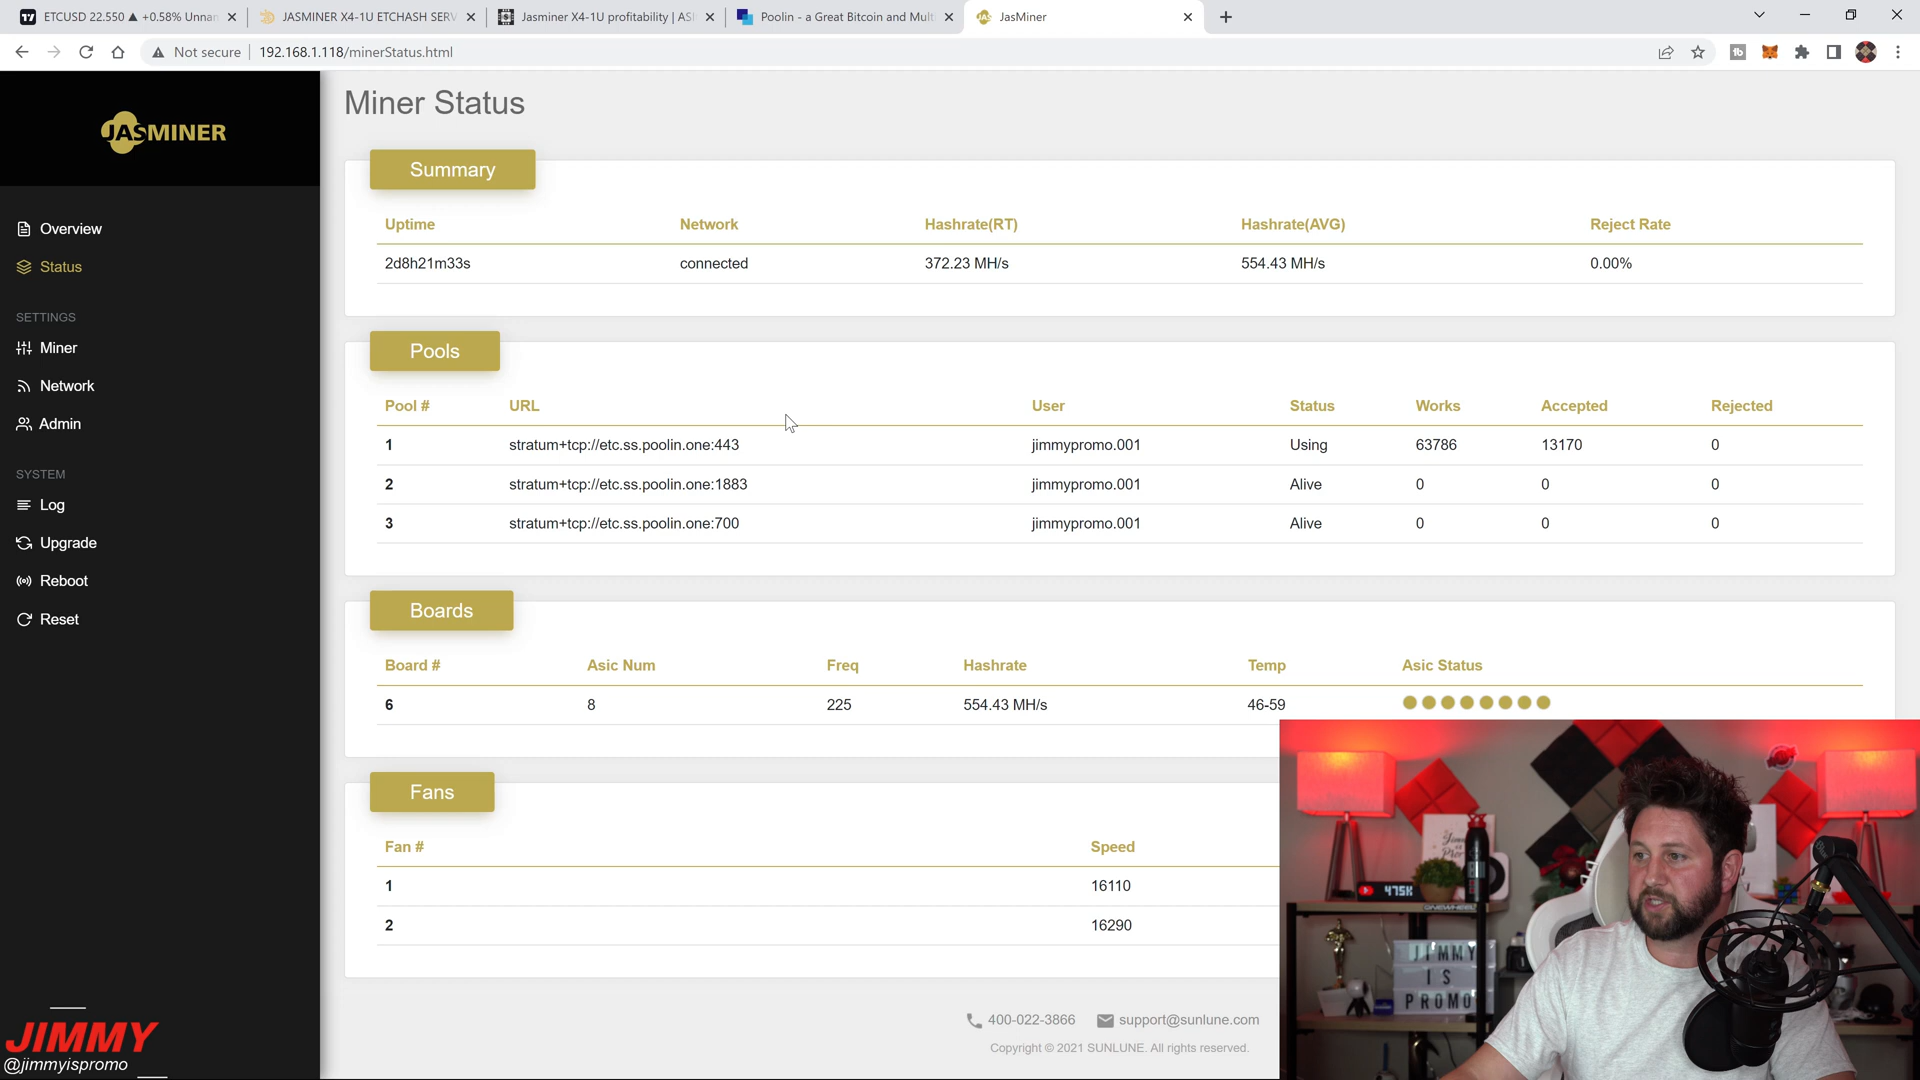 ETCUSD 22.550 ▲ +0.58% Unnan
JASMINER X4-1U ETCHASH SERV
Jasminer X4-1U profitability | ASI
Poolin - a Great Bitcoin and Multi
JasMiner
Not secure
192.168.1.118/minerStatus.html
JASMINER
Overview
Status
SETTINGS
Miner
Network
Admin
SYSTEM
Log
Upgrade
Reboot
Reset
Miner Status
Summary
Uptime Network Hashrate(RT) Hashrate(AVG) Reject Rate
2d8h21m33s connected 372.23 MH/s 554.43 MH/s 0.00%
Pools
Pool # URL User Status Works Accepted Rejected
1 stratum+tcp://etc.ss.poolin.one:443 jimmypromo.001 Using 63786 13170 0
2 stratum+tcp://etc.ss.poolin.one:1883 jimmypromo.001 Alive 0 0 0
3 stratum+tcp://etc.ss.poolin.one:700 jimmypromo.001 Alive 0 0 0
Boards
Board # Asic Num Freq Hashrate Temp Asic Status
6 8 225 554.43 MH/s 46-59
Fans
Fan # Speed
1 16110
2 16290
400-022-3866 support@sunlune.com
Copyright © 2021 SUNLUNE. All rights reserved.
JIMMY
@jimmyispromo
475K
ONEWHEEL
JIMMY
IS
PROMO